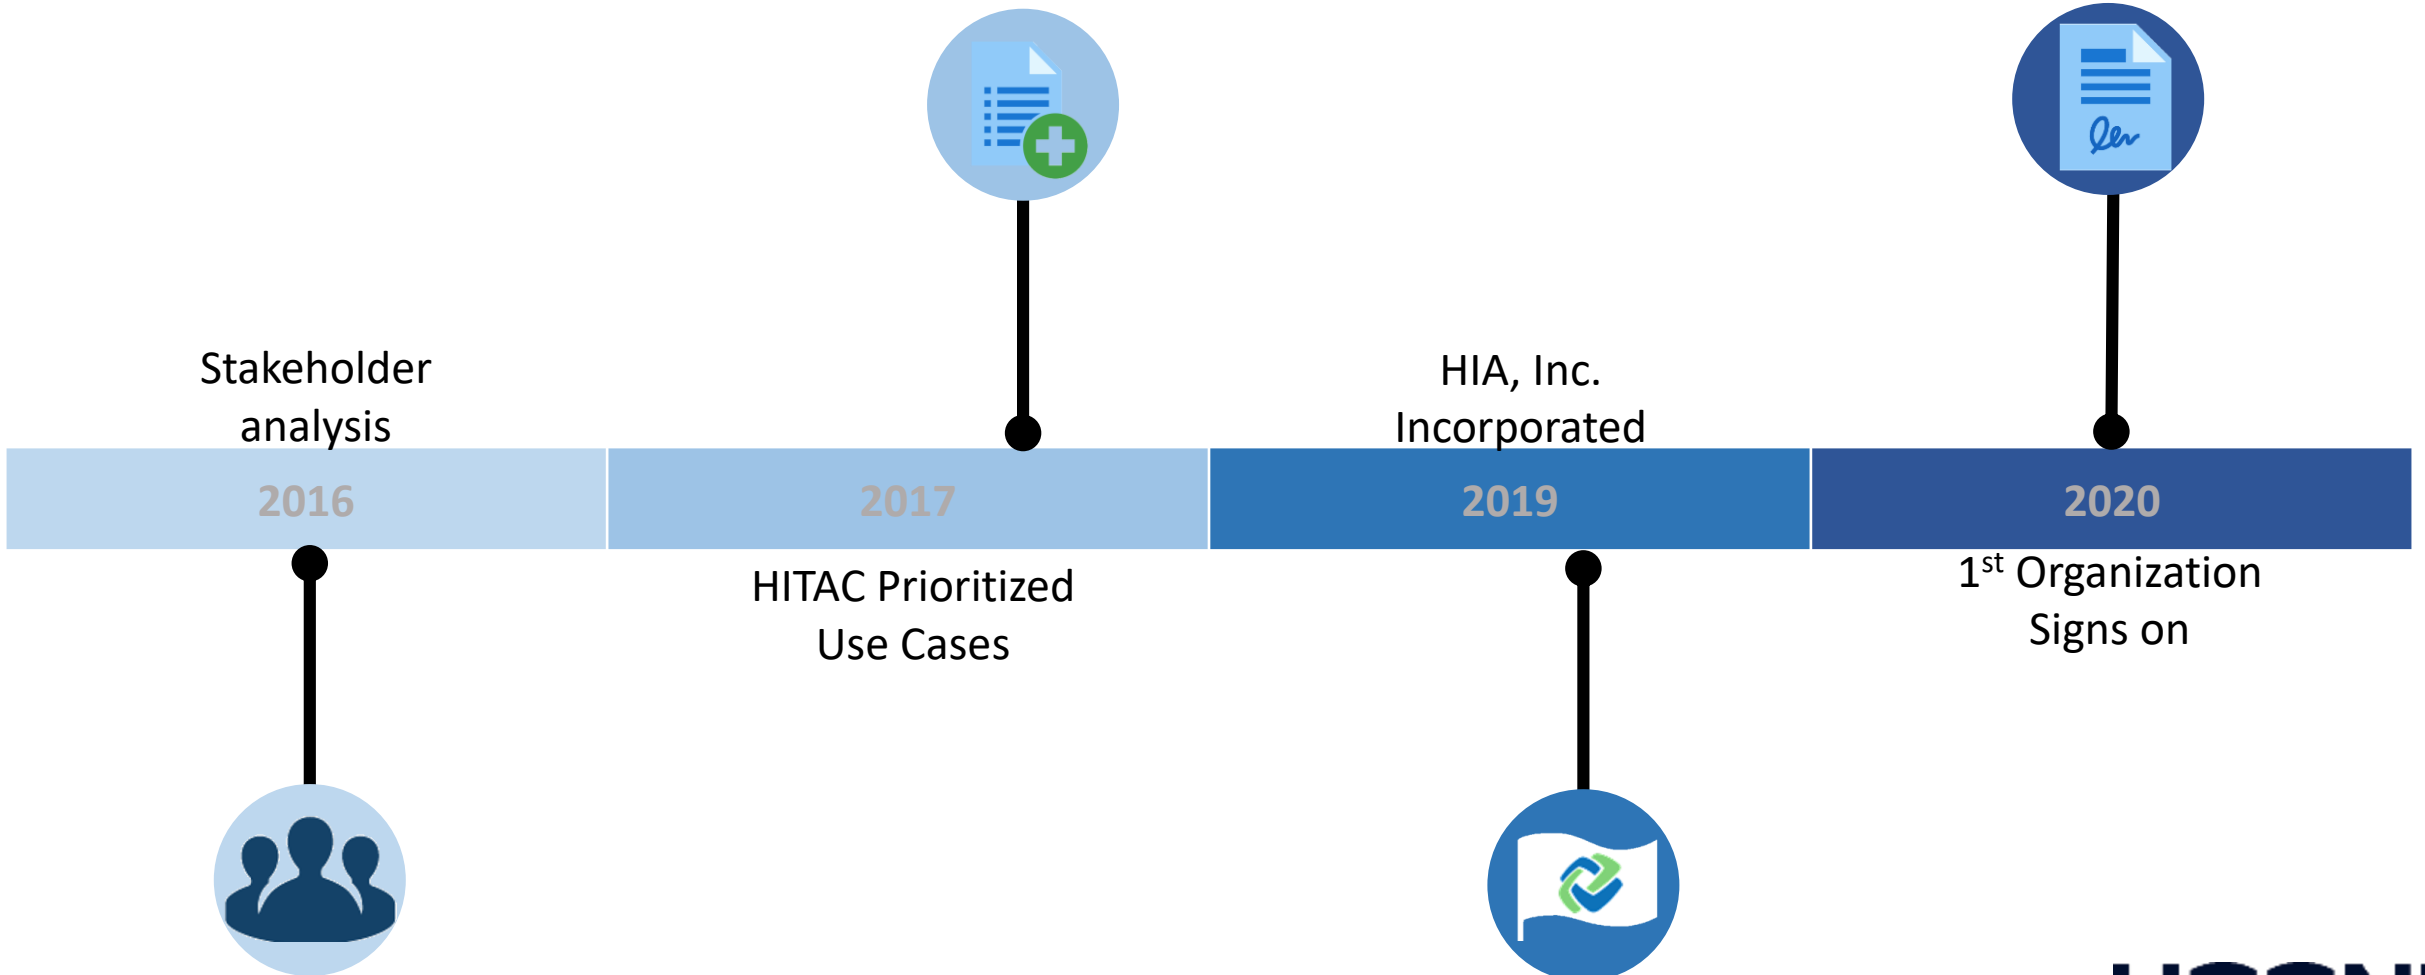 Stakeholder
analysis
2016
2017
HITAC Prioritized
Use Cases
HIA, Inc.
Incorporated
2019
2020
1st Organization
Signs on